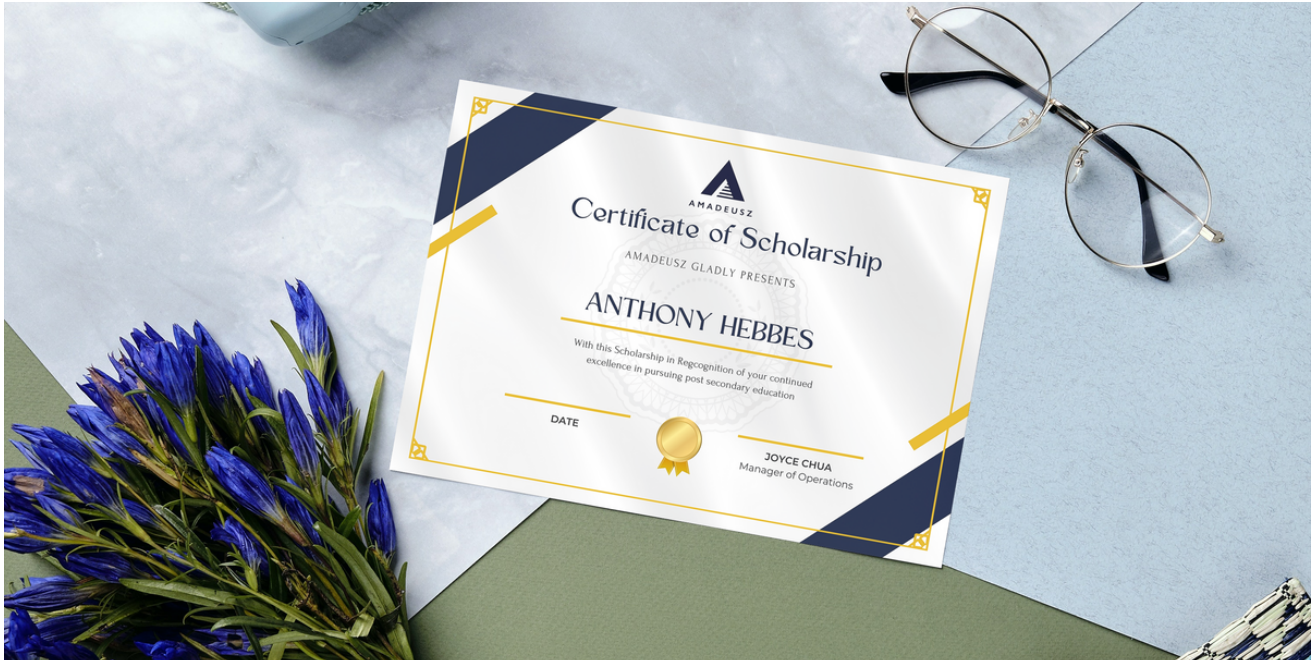 AMADEUSZ
Certificate of Scholarship
AMADEUSZ GLADLY PRESENTS
ANTHONY HEBBES
With this Scholarship in Regcognition of your continued
excellence in pursuing post secondary education
DATE
JOYCE CHUA
Manager of Operations